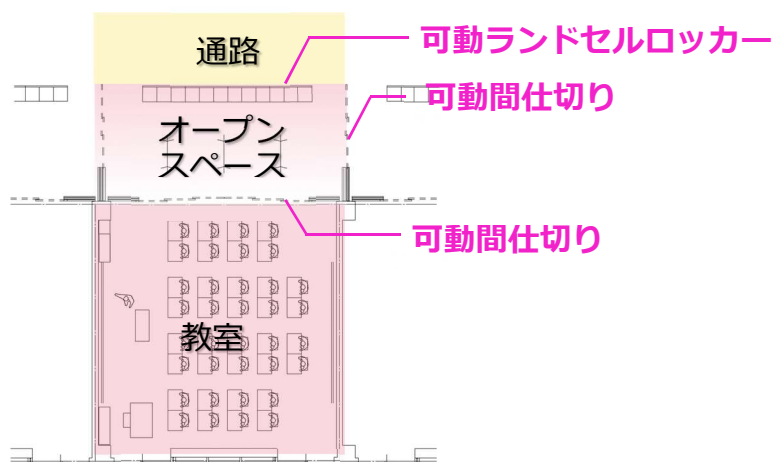 通路
可動ランドセルロッカー
可動間仕切り
オープン
スペース
可動間仕切り
教室